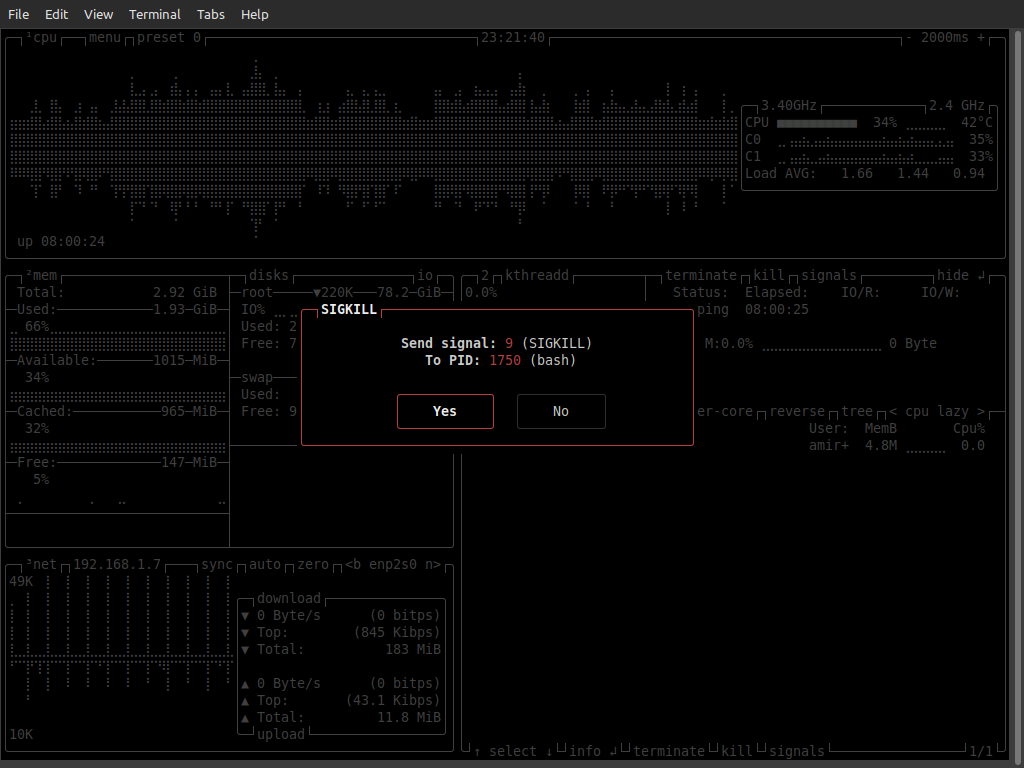 File Edit View Terminal Tabs Help
¹cpu menu preset 0 23:21:40 - 2000ms +
3.40GHz 2.4 GHz
CPU 34% 42°C
C0 35%
C1 33%
Load AVG: 1.66 1.44 0.94
up 08:00:24
²mem disks io
Total: 2.92 GiB
Used: 1.93 GiB
66%
Available: 1015 MiB
34%
Cached: 965 MiB
32%
Free: 147 MiB
5%
root ▼220K 78.2 GiB
IO%
Used: 2
Free: 7
swap
Used:
Free: 9
2 kthreadd terminate kill signals hide ↲
0.0% Status: Elapsed: IO/R: IO/W:
ping 08:00:25
M:0.0% 0 Byte
SIGKILL
Send signal: 9 (SIGKILL)
To PID: 1750 (bash)
Yes No
er-core reverse tree < cpu lazy >
User: MemB Cpu%
amir+ 4.8M 0.0
³net 192.168.1.7 sync auto zero <b enp2s0 n>
49K
10K
download
▼ 0 Byte/s (0 bitps)
▼ Top: (845 Kibps)
▼ Total: 183 MiB
▲ 0 Byte/s (0 bitps)
▲ Top: (43.1 Kibps)
▲ Total: 11.8 MiB
upload
↑ select ↓ info ↲ terminate kill signals 1/1